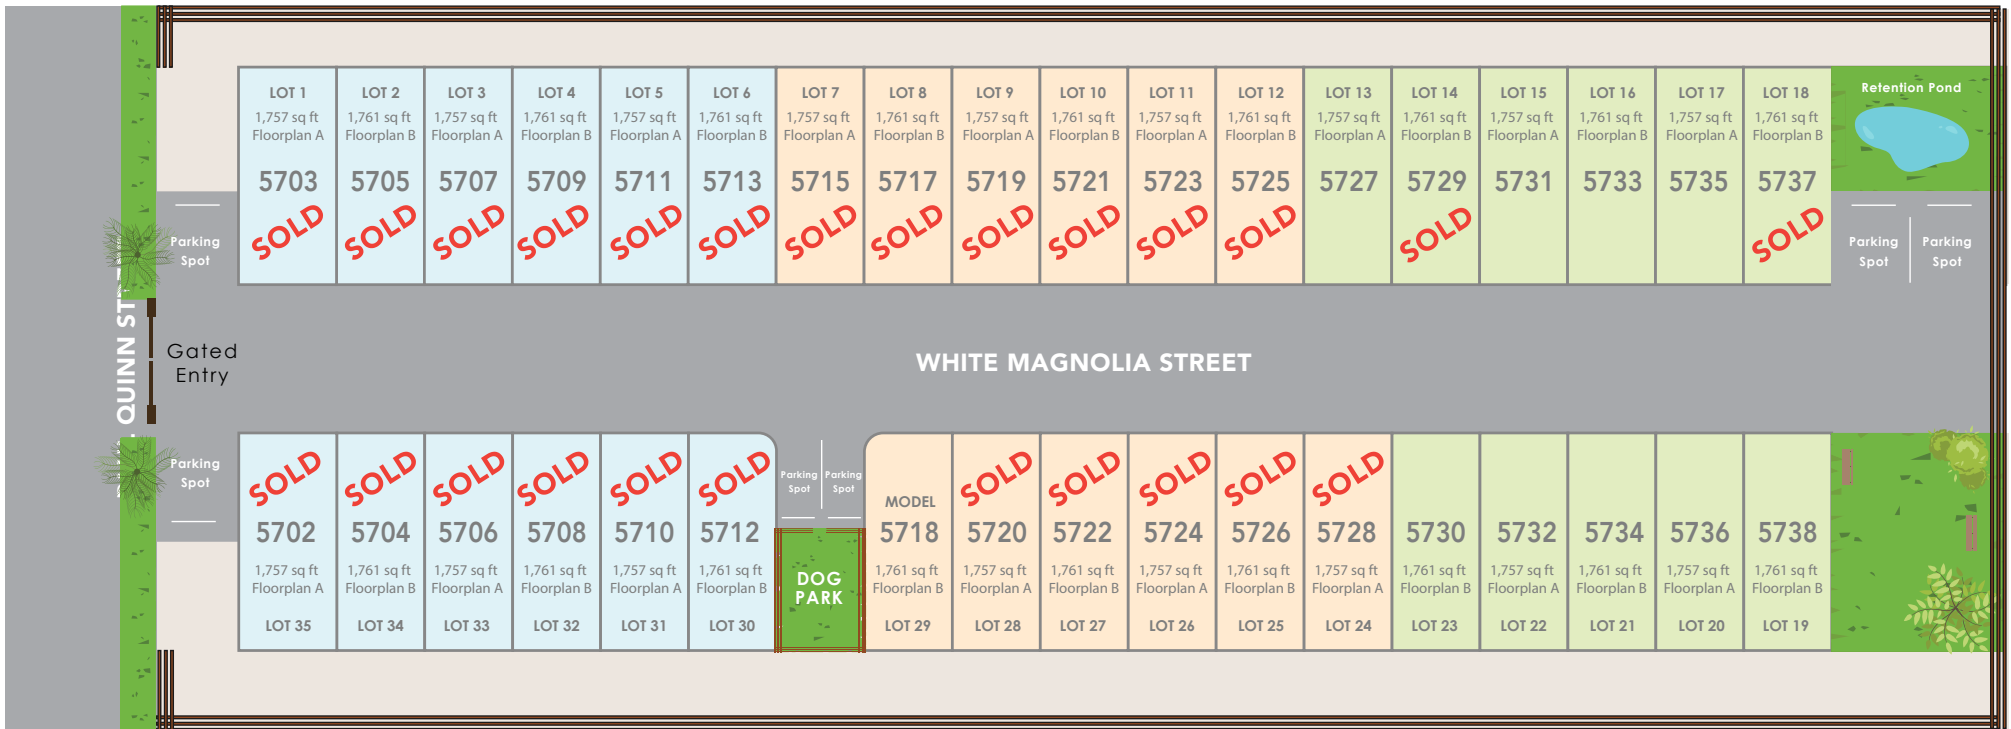 LOT 1
1,757 sq ft
Floorplan A
5703
SOLD
LOT 2
1,761 sq ft
Floorplan B
5705
SOLD
LOT 3
1,757 sq ft
Floorplan A
5707
SOLD
LOT 4
1,761 sq ft
Floorplan B
5709
SOLD
LOT 5
1,757 sq ft
Floorplan A
5711
SOLD
LOT 6
1,761 sq ft
Floorplan B
5713
SOLD
LOT 7
1,757 sq ft
Floorplan A
5715
SOLD
LOT 8
1,761 sq ft
Floorplan B
5717
SOLD
LOT 9
1,757 sq ft
Floorplan A
5719
SOLD
LOT 10
1,761 sq ft
Floorplan B
5721
SOLD
LOT 11
1,757 sq ft
Floorplan A
5723
SOLD
LOT 12
1,761 sq ft
Floorplan B
5725
SOLD
LOT 13
1,757 sq ft
Floorplan A
5727
LOT 14
1,761 sq ft
Floorplan B
5729
SOLD
LOT 15
1,757 sq ft
Floorplan A
5731
LOT 16
1,761 sq ft
Floorplan B
5733
LOT 17
1,757 sq ft
Floorplan A
5735
LOT 18
1,761 sq ft
Floorplan B
5737
SOLD
Retention Pond
Parking
Spot
Parking
Spot
Parking
Spot
QUINN
Gated
Entry
WHITE MAGNOLIA STREET
Parking
Spot
SOLD
5702
1,757 sq ft
Floorplan A
LOT 35
SOLD
5704
1,761 sq ft
Floorplan B
LOT 34
SOLD
5706
1,757 sq ft
Floorplan A
LOT 33
SOLD
5708
1,761 sq ft
Floorplan B
LOT 32
SOLD
5710
1,757 sq ft
Floorplan A
LOT 31
SOLD
5712
1,761 sq ft
Floorplan B
LOT 30
Parking
Spot
Parking
Spot
DOG
PARK
MODEL
5718
1,761 sq ft
Floorplan B
LOT 29
SOLD
5720
1,757 sq ft
Floorplan A
LOT 28
SOLD
5722
1,761 sq ft
Floorplan B
LOT 27
SOLD
5724
1,757 sq ft
Floorplan A
LOT 26
SOLD
5726
1,761 sq ft
Floorplan B
LOT 25
SOLD
5728
1,757 sq ft
Floorplan A
LOT 24
5730
1,761 sq ft
Floorplan B
LOT 23
5732
1,757 sq ft
Floorplan A
LOT 22
5734
1,761 sq ft
Floorplan B
LOT 21
5736
1,757 sq ft
Floorplan A
LOT 20
5738
1,761 sq ft
Floorplan B
LOT 19